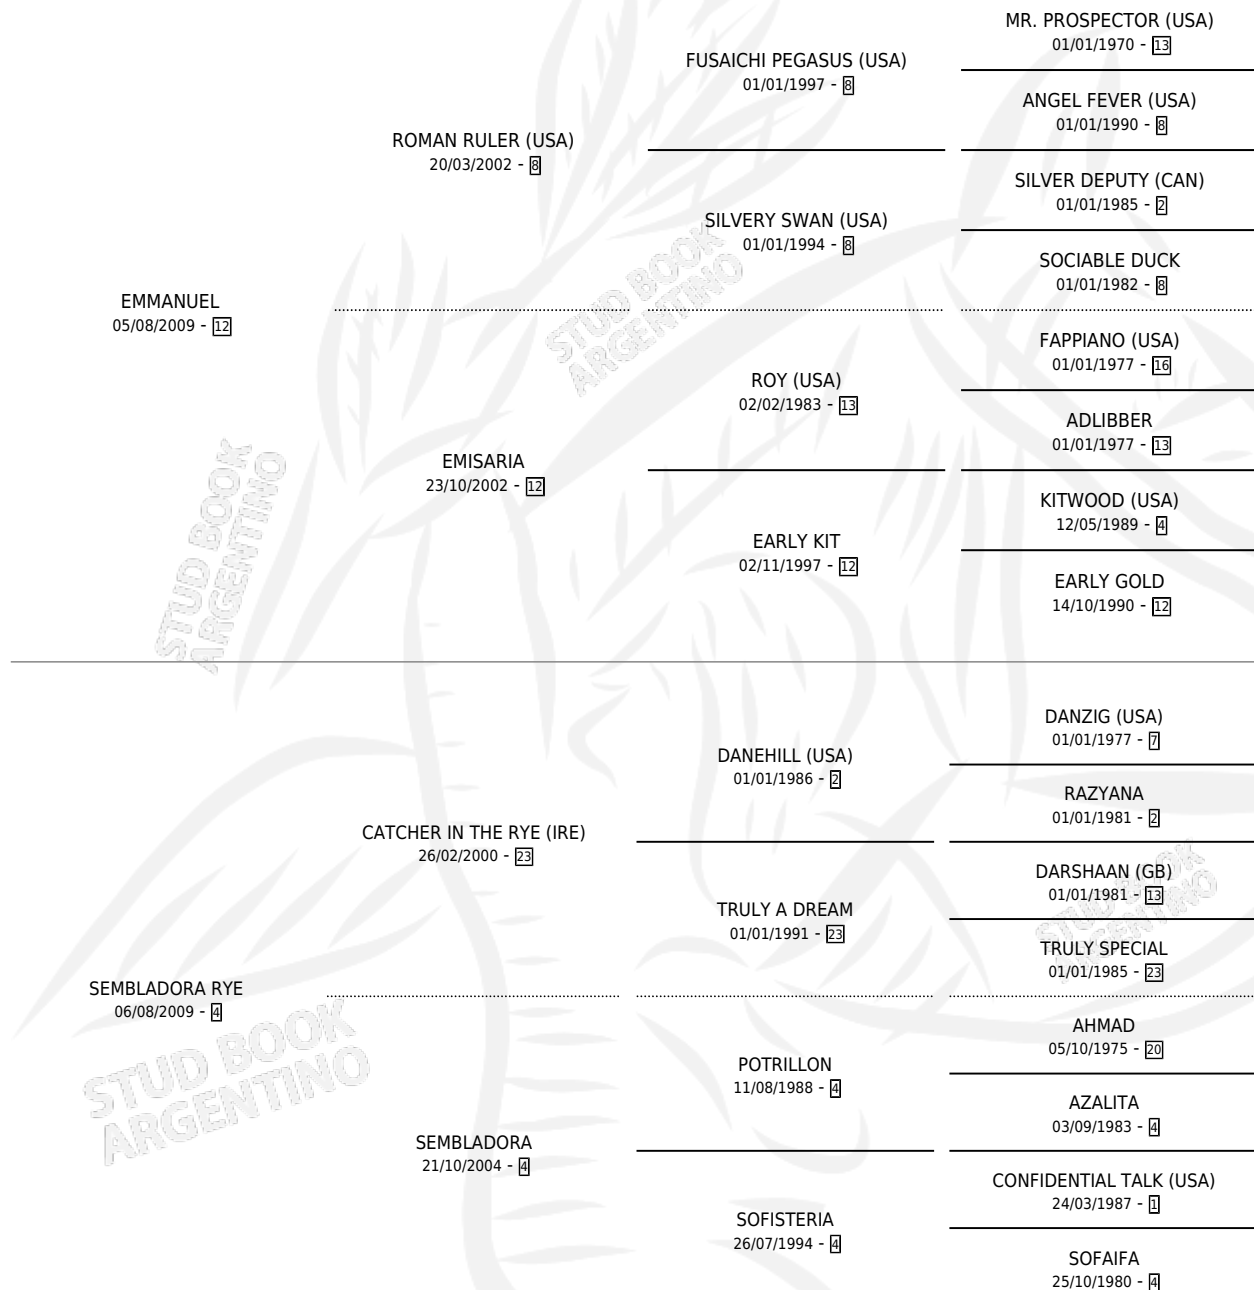 MR. PROSPECTOR (USA)
01/01/1970 - 13
FUSAICHI PEGASUS (USA)
01/01/1997 - 8
ANGEL FEVER (USA)
01/01/1990 - 8
ROMAN RULER (USA)
20/03/2002 - 8
SILVER DEPUTY (CAN)
01/01/1985 - 2
SILVERY SWAN (USA)
01/01/1994 - 8
SOCIABLE DUCK
01/01/1982 - 8
EMMANUEL
05/08/2009 - 12
STUD BOOK
ARGENTINO
FAPPIANO (USA)
01/01/1977 - 16
ROY (USA)
02/02/1983 - 13
ADLIBBER
01/01/1977 - 13
EMISARIA
23/10/2002 - 12
KITWOOD (USA)
12/05/1989 - 4
EARLY KIT
02/11/1997 - 12
EARLY GOLD
14/10/1990 - 12
STUD BOOK
ARGENTINO
DANZIG (USA)
01/01/1977 - 7
DANEHILL (USA)
01/01/1986 - 2
RAZYANA
01/01/1981 - 2
CATCHER IN THE RYE (IRE)
26/02/2000 - 23
DARSHAAN (GB)
01/01/1981 - 13
TRULY A DREAM
01/01/1991 - 23
STUD BOOK
ARGENTINO
TRULY SPECIAL
01/01/1985 - 23
SEMBLADORA RYE
06/08/2009 - 4
STUD BOOK
ARGENTINO
AHMAD
05/10/1975 - 20
POTRILLON
11/08/1988 - 4
AZALITA
03/09/1983 - 4
SEMBLADORA
21/10/2004 - 4
CONFIDENTIAL TALK (USA)
24/03/1987 - 1
SOFISTERIA
26/07/1994 - 4
SOFAIFA
25/10/1980 - 4